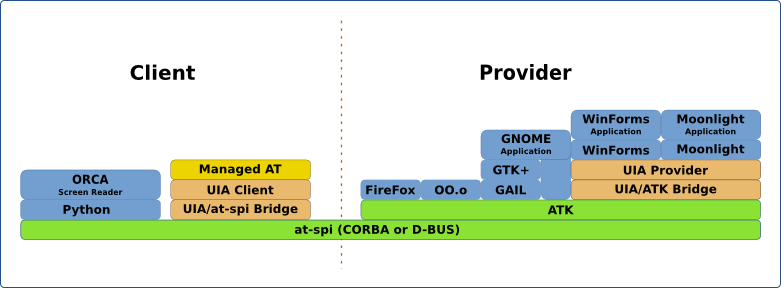 Client
Provider
ORCA
Screen Reader
Python
Managed AT
UIA Client
UIA/at-spi Bridge
FireFox
OO.o
GNOME
Application
GTK+
GAIL
WinForms
Application
WinForms
Moonlight
Application
Moonlight
UIA Provider
UIA/ATK Bridge
ATK
at-spi (CORBA or D-BUS)